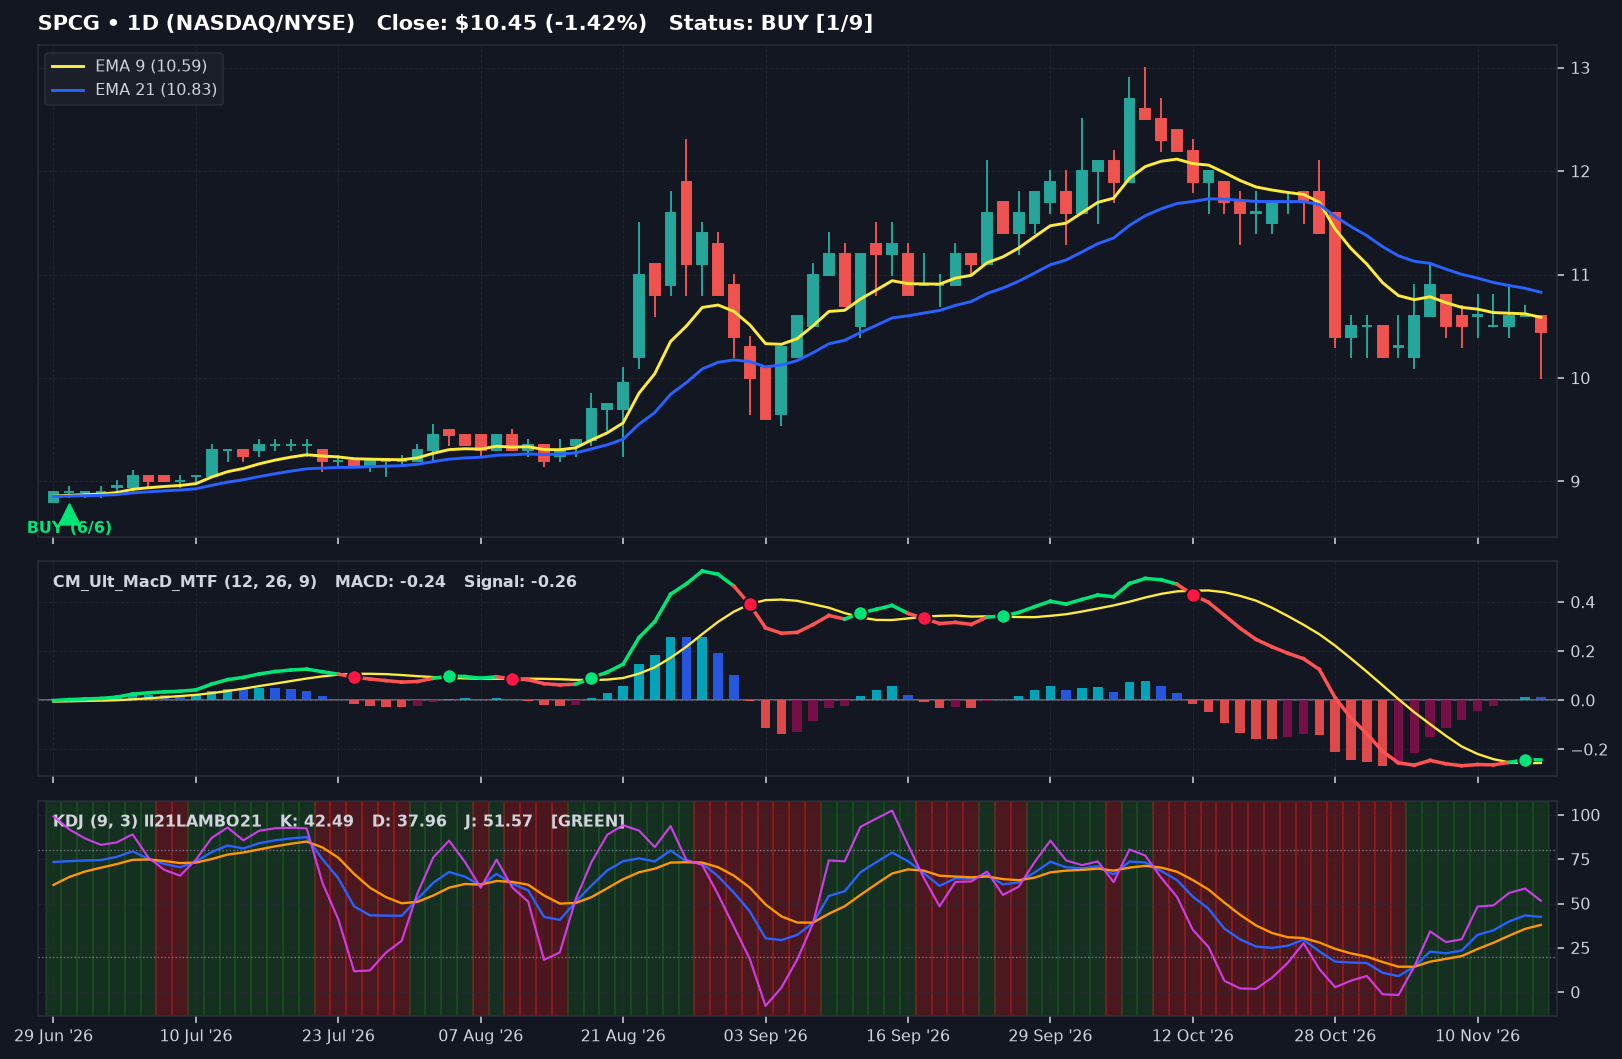 SPCG • 1D (NASDAQ/NYSE)   Close: $10.45 (-1.42%)   Status: BUY [1/9]
EMA 9 (10.59)
EMA 21 (10.83)
13
12
11
10
9
BUY (6/6)
CM_Ult_MacD_MTF (12, 26, 9)   MACD: -0.24   Signal: -0.26
0.4
0.2
0.0
−0.2
KDJ (9, 3) II21LAMBO21   K: 42.49   D: 37.96   J: 51.57   [GREEN]
100
75
50
25
0
29 Jun '26
10 Jul '26
23 Jul '26
07 Aug '26
21 Aug '26
03 Sep '26
16 Sep '26
29 Sep '26
12 Oct '26
28 Oct '26
10 Nov '26